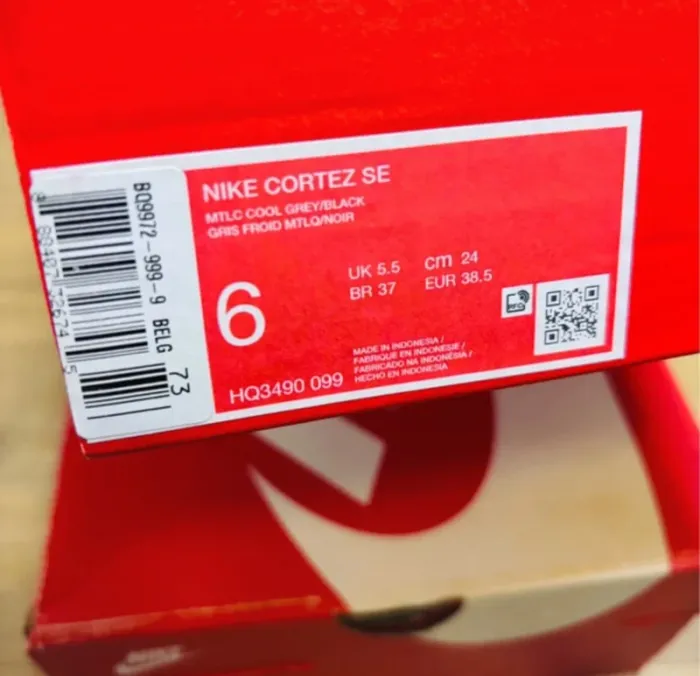 NIKE CORTEZ SE
MTLC COOL GREY/BLACK
GRIS FROID MTLQ/NOIR
6
UK 5.5 cm 24
BR 37 EUR 38.5
HQ3490 099
MADE IN INDONESIA /
FABRIQUE EN INDONESIE /
FABRICADO NA INDONÉSIA /
HECHO EN INDONESIA
BQ9972-999-9 BELG 73
NIKE